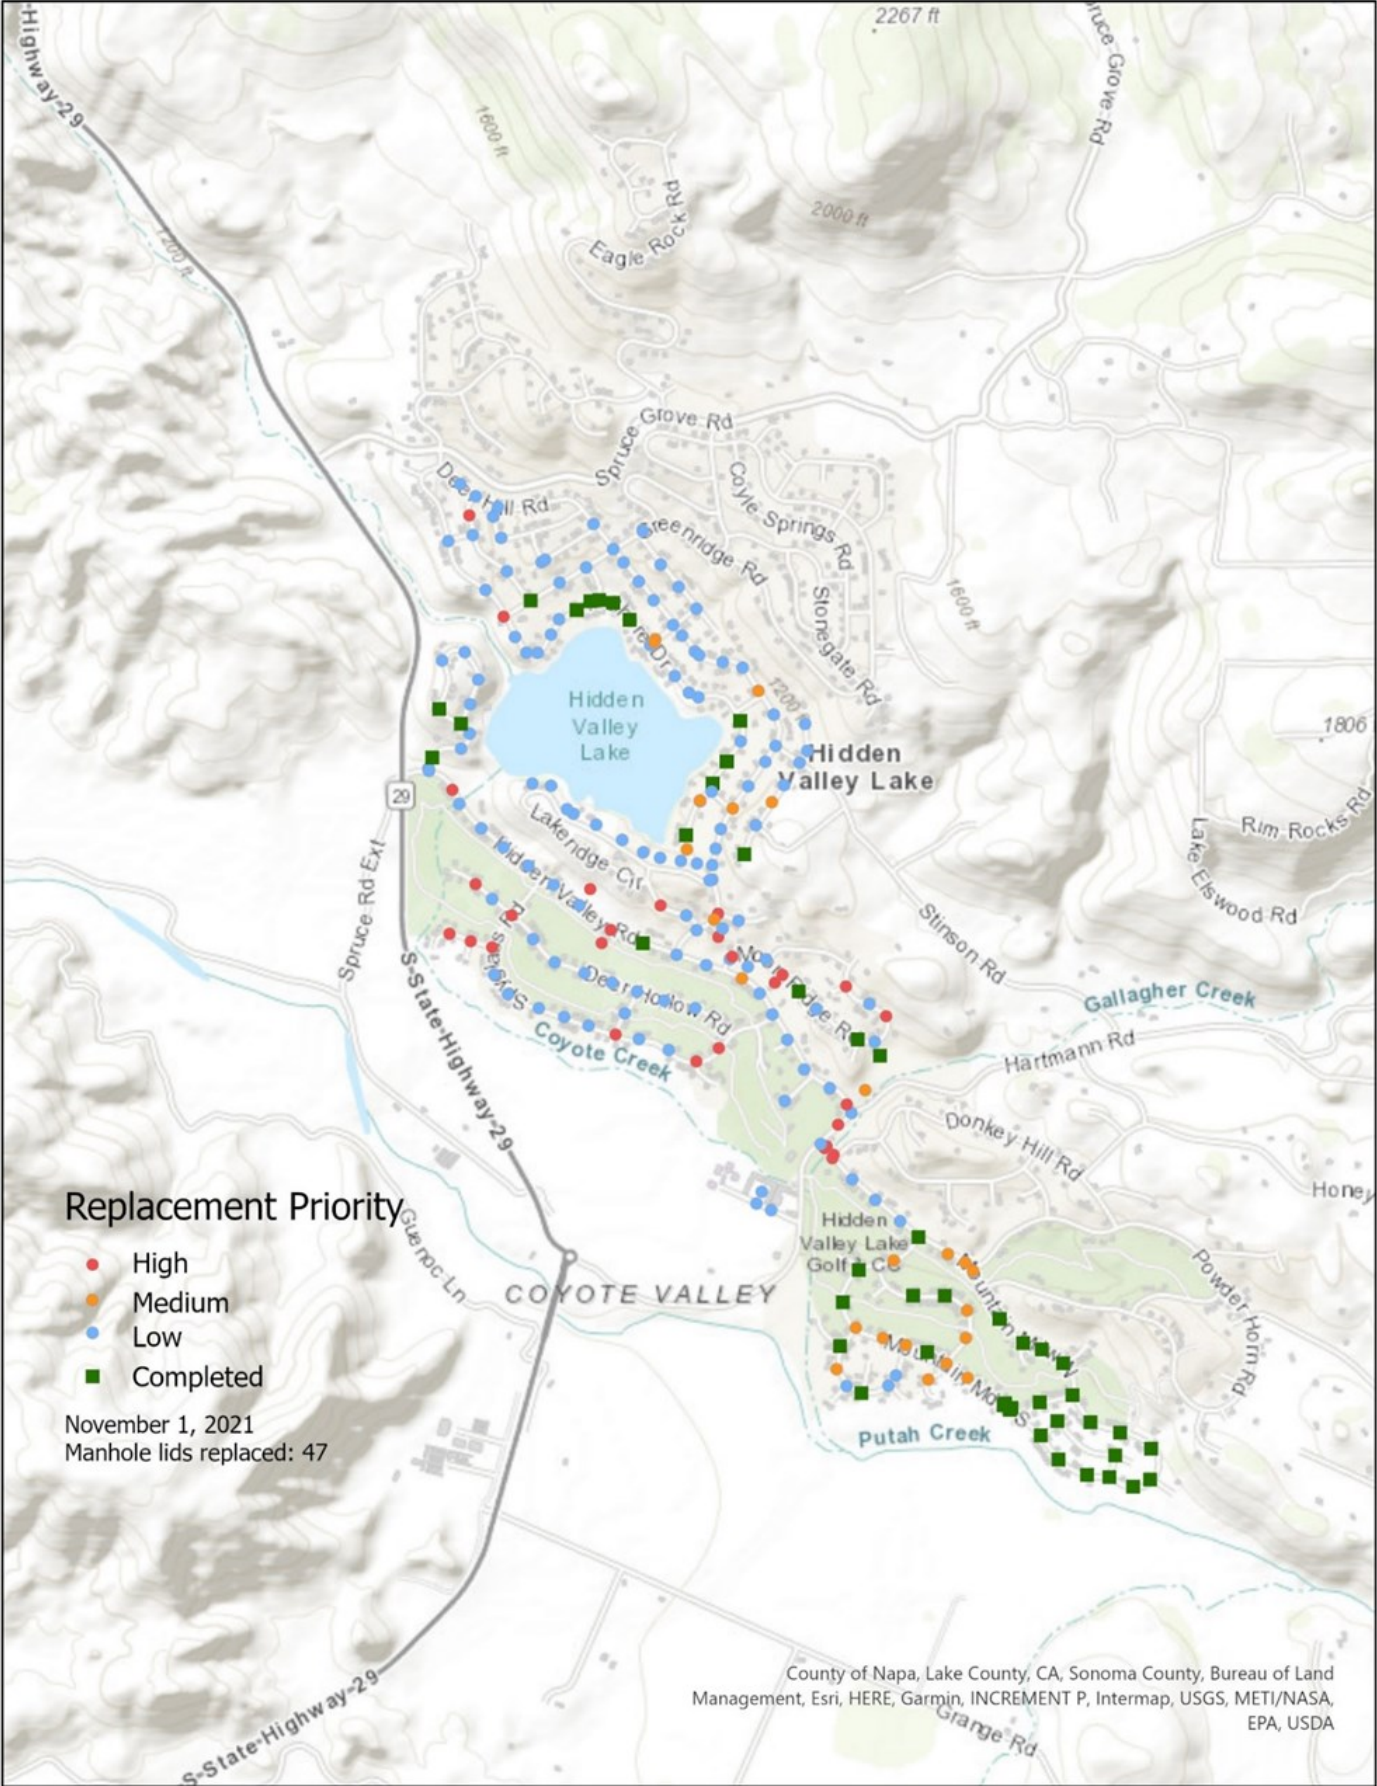 2267 ft
-Highway-29
ruce Grove Rd
1600 ft
Eagle Rock Rd
2000 ft
1200 ft
Spruce Grove Rd
Hill Rd
Coyle Springs Rd
Greenridge Rd
1600 ft
Stonegate Rd
Hidden
Valley
Lake
1200
1806
Hidden
Valley Lake
29
Rim Rocks Rd
Lake Elswood Rd
Lakeridge Cir
Spruce Rd Ext
Hidden Valley Rd
Stinson Rd
Gallagher Creek
S-State-Highway-29
Deer Hollow Rd
Coyote Creek
Hartmann Rd
Donkey Hill Rd
Honey
Replacement Priority
High
Medium
Low
Completed
November 1, 2021
Manhole lids replaced: 47
Guenoc Ln
Hidden
Valley Lake
COYOTE VALLEY
Powder Horn Rd
Putah Creek
S-State-Highway-29
Grange Rd
County of Napa, Lake County, CA, Sonoma County, Bureau of Land
Management, Esri, HERE, Garmin, INCREMENT P, Intermap, USGS, METI/NASA,
EPA, USDA